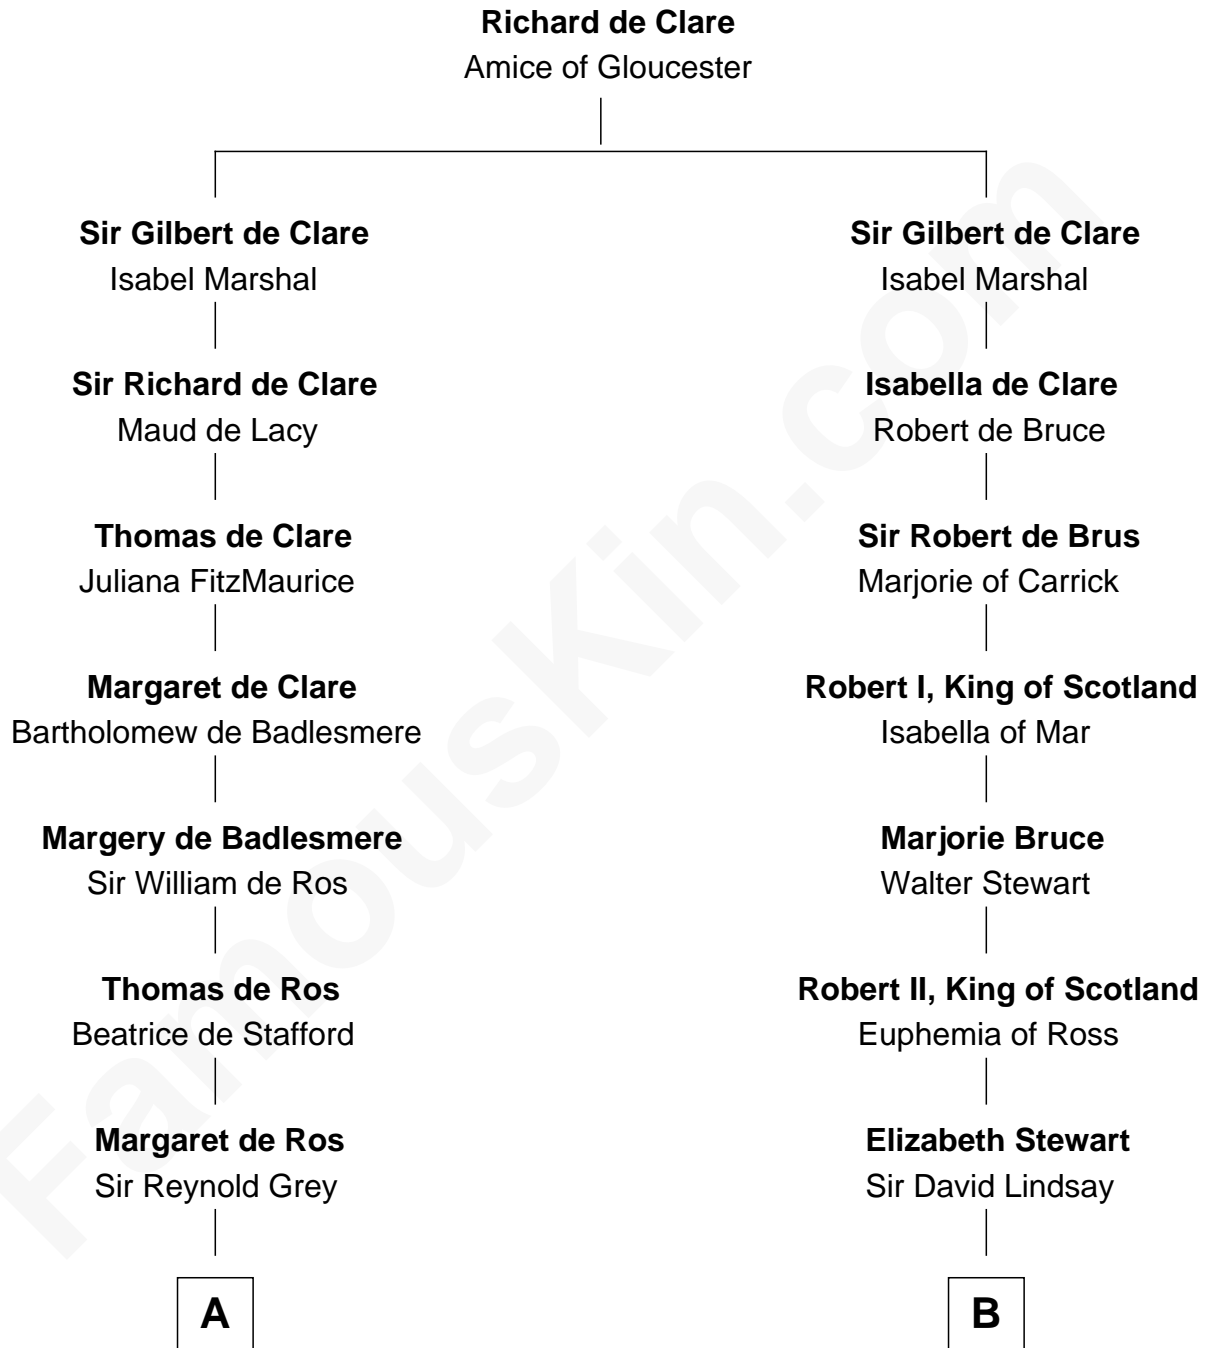 Richard de Clare
Amice of Gloucester
Sir Gilbert de Clare
Isabel Marshal
Sir Richard de Clare
Maud de Lacy
Thomas de Clare
Juliana FitzMaurice
Margaret de Clare
Bartholomew de Badlesmere
Margery de Badlesmere
Sir William de Ros
Thomas de Ros
Beatrice de Stafford
Margaret de Ros
Sir Reynold Grey
A
Sir Gilbert de Clare
Isabel Marshal
Isabella de Clare
Robert de Bruce
Sir Robert de Brus
Marjorie of Carrick
Robert I, King of Scotland
Isabella of Mar
Marjorie Bruce
Walter Stewart
Robert II, King of Scotland
Euphemia of Ross
Elizabeth Stewart
Sir David Lindsay
B
FamousKin.com